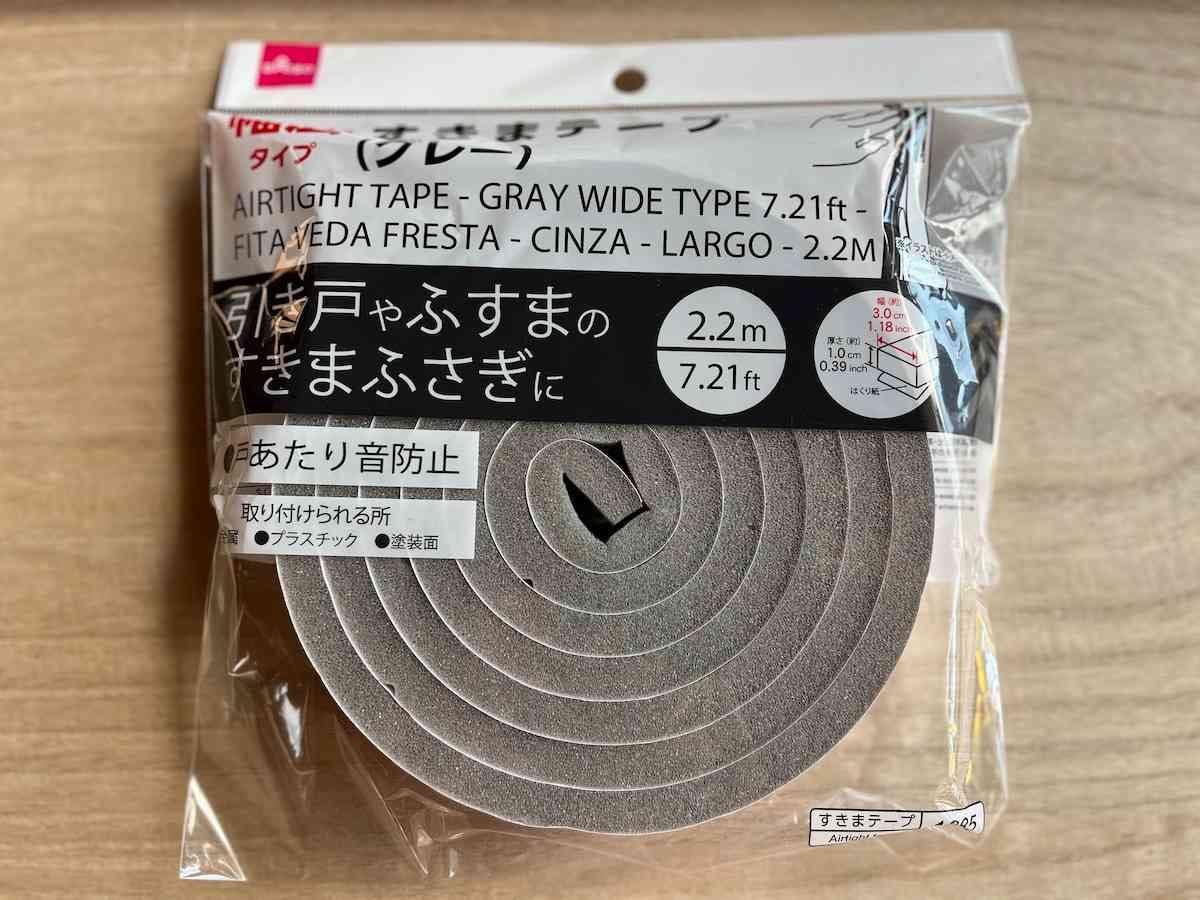 タイプ
すきまテープ
(グレー)
AIRTIGHT TAPE - GRAY WIDE TYPE 7.21ft -
FITA VEDA FRESTA - CINZA - LARGO - 2.2M
引き戸やふすまの
すきまふさぎに
2.2m
7.21ft
幅(約)
3.0cm
1.18inch
厚さ(約)
1.0cm
0.39inch
はくり紙
戸あたり音防止
取り付けられる所
●プラスチック ●塗装面
すきまテープ